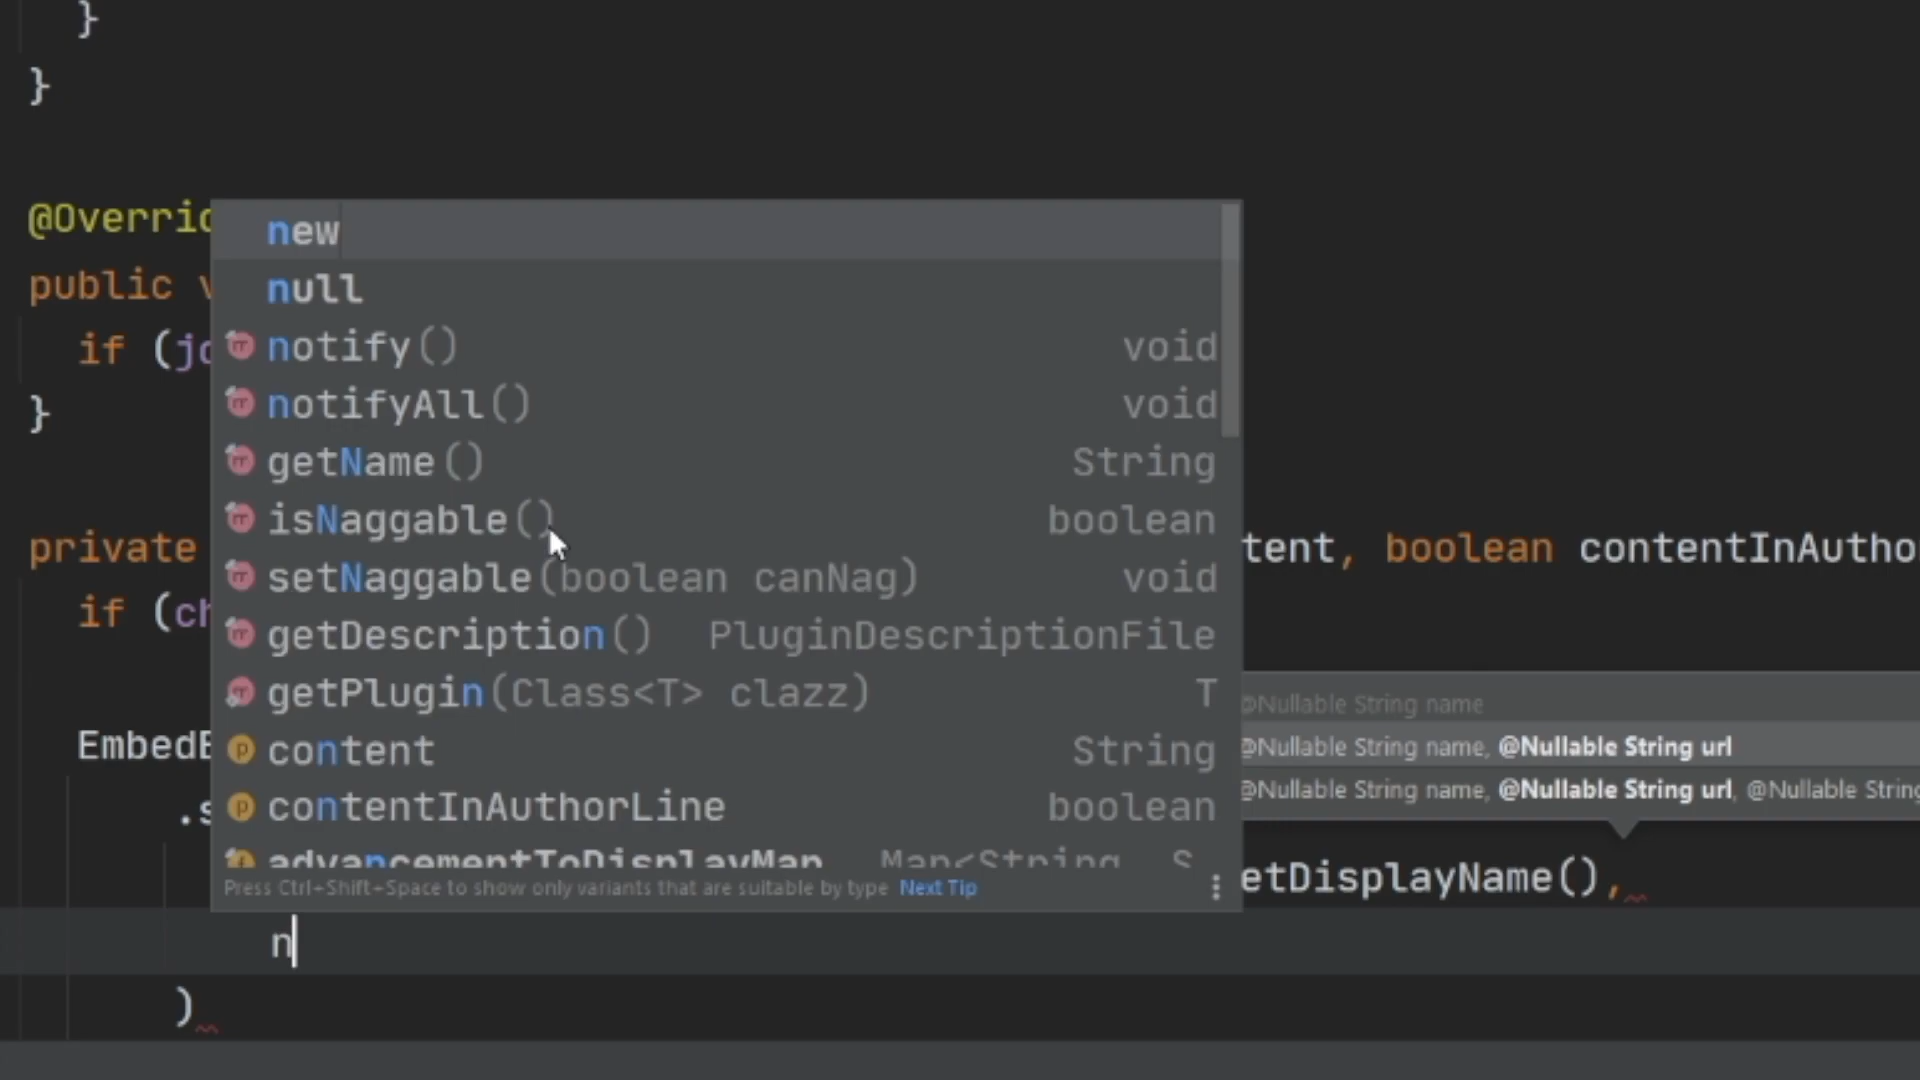 }
}
@Overrid
public v
if (jo
}
private
tent, boolean contentInAutho
if (ch
EmbedE
.s
new
null
notify() void
notifyAll() void
getName() String
isNaggable() boolean
setNaggable(boolean canNag) void
getDescription() PluginDescriptionFile
getPlugin(Class<T> clazz) T
content String
contentInAuthorLine boolean
advancementToDisplayMap Map<String, S
Press Ctrl+Shift+Space to show only variants that are suitable by type Next Tip
@Nullable String name
@Nullable String name, @Nullable String url
@Nullable String name, @Nullable String url, @Nullable String
etDisplayName(),
n
)